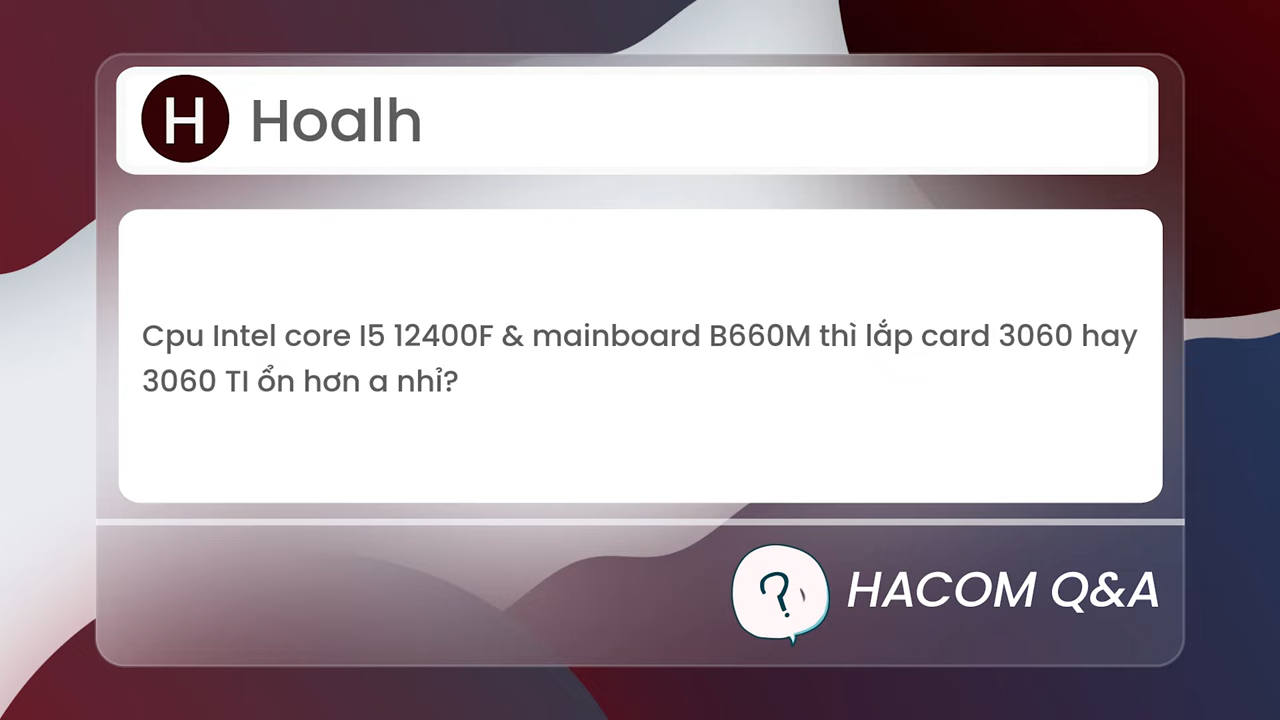 H Hoalh
Cpu Intel core I5 12400F & mainboard B660M thì lắp card 3060 hay
3060 TI ổn hơn a nhỉ?
? HACOM Q&A